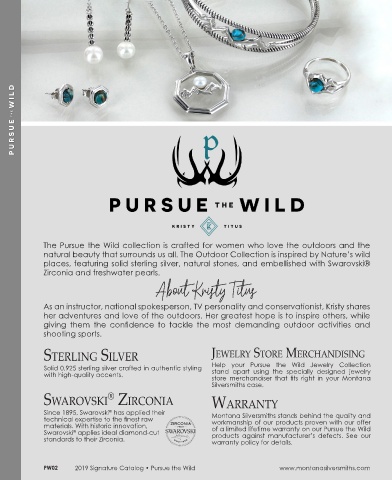 PURSUE THE WILD
P
PURSUE THE WILD
KRISTY K TITUS
The Pursue the Wild collection is crafted for women who love the outdoors and the
natural beauty that surrounds us all. The Outdoor Collection is inspired by Nature's wild
places, featuring solid sterling silver, natural stones, and embellished with Swarovski®
Zirconia and freshwater pearls.
About Kristy Titus
As an instructor, national spokesperson, TV personality and conservationist, Kristy shares
her adventures and love of the outdoors. Her greatest hope is to inspire others, while
giving them the confidence to tackle the most demanding outdoor activities and
shooting sports.
STERLING SILVER
Solid 0.925 sterling silver crafted in authentic styling
with high-quality accents.
SWAROVSKI® ZIRCONIA
Since 1895, Swarovski® has applied their
technical expertise to the finest raw
materials. With historic innovation,
Swarovski® applies ideal diamond-cut
standards to their Zirconia.
ZIRCONIA
SWAROVSKI
JEWELRY STORE MERCHANDISING
Help your Pursue the Wild Jewelry Collection
stand apart using the specially designed jewelry
store merchandiser that fits right in your Montana
Silversmiths case.
WARRANTY
Montana Silversmiths stands behind the quality and
workmanship of our products proven with our offer
of a limited lifetime warranty on our Pursue the Wild
products against manufacturer's defects. See our
warranty policy for details.
PW02 2019 Signature Catalog • Pursue the Wild www.montanasilversmiths.com